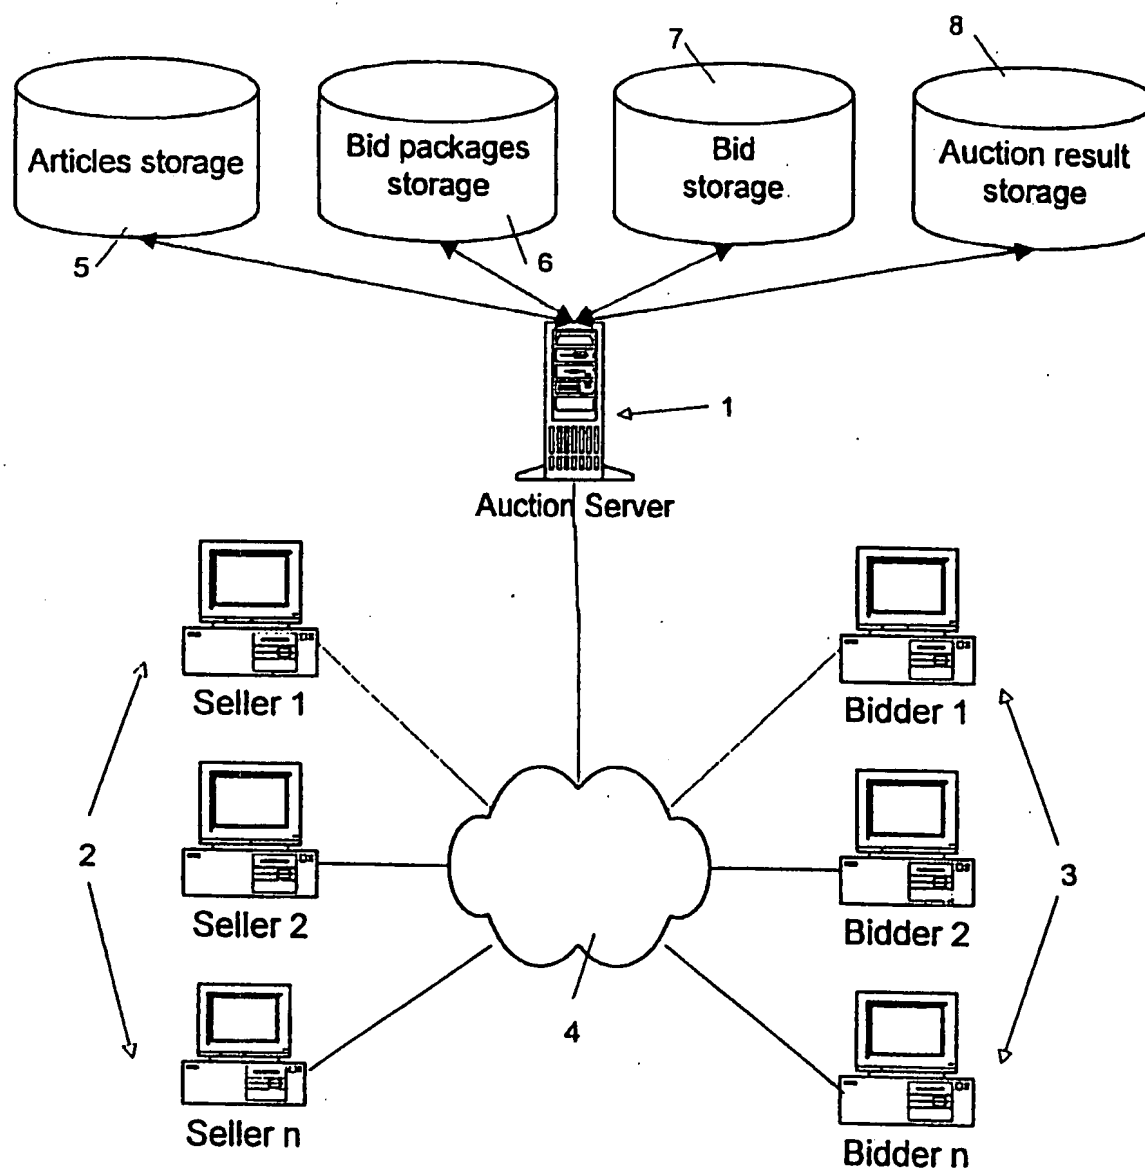 7
8
Articles storage
Bid packages
storage
Bid
storage
Auction result
storage
5
6
1
Auction Server
Seller 1
Bidder 1
2
Seller 2
Bidder 2
3
4
Seller n
Bidder n